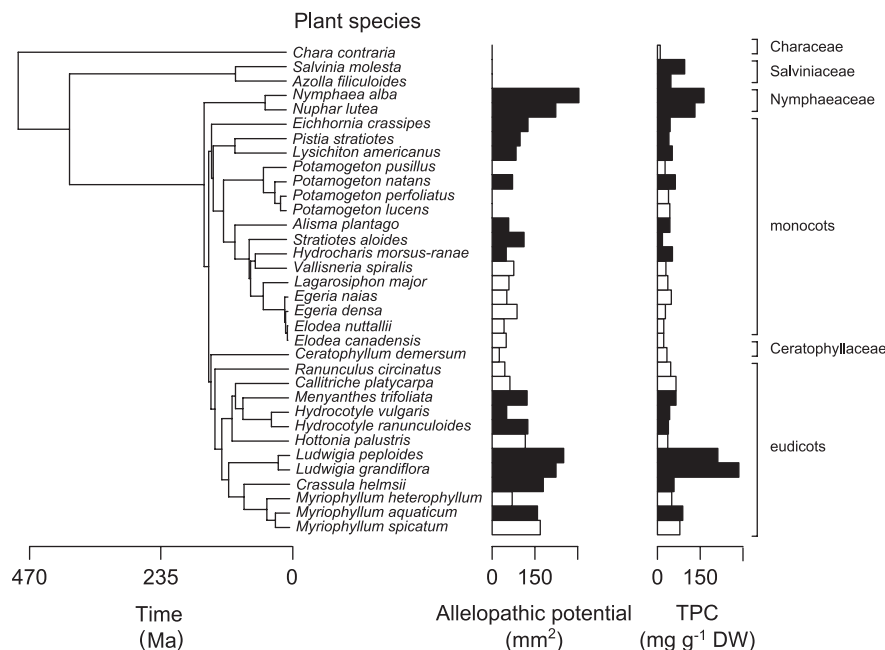 Plant species
Chara contraria
Salvinia molesta
Azolla filiculoides
Nymphaea alba
Nuphar lutea
Eichhornia crassipes
Pistia stratiotes
Lysichiton americanus
Potamogeton pusillus
Potamogeton natans
Potamogeton perfoliatus
Potamogeton lucens
Alisma plantago
Stratiotes aloides
Hydrocharis morsus-ranae
Vallisneria spiralis
Lagarosiphon major
Egeria naias
Egeria densa
Elodea nuttallii
Elodea canadensis
Ceratophyllum demersum
Ranunculus circinatus
Callitriche platycarpa
Menyanthes trifoliata
Hydrocotyle vulgaris
Hydrocotyle ranunculoides
Hottonia palustris
Ludwigia peploides
Ludwigia grandiflora
Crassula helmsii
Myriophyllum heterophyllum
Myriophyllum aquaticum
Myriophyllum spicatum
Characeae
Salviniaceae
Nymphaeaceae
monocots
Ceratophyllaceae
eudicots
470 235 0
Time
(Ma)
0 150
Allelopathic potential
(mm²)
0 150
TPC
(mg g⁻¹ DW)